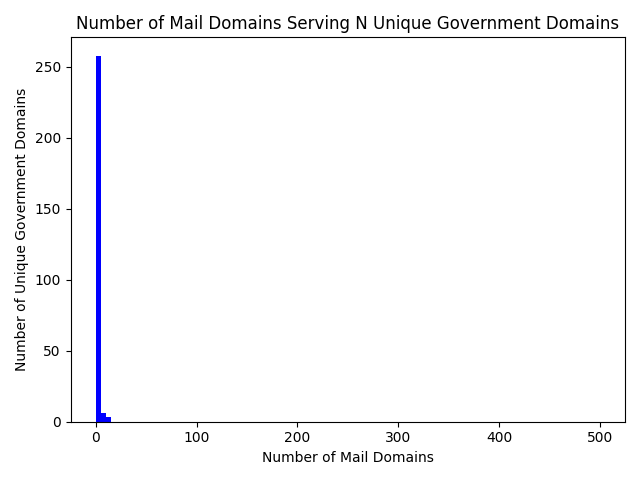 Number of Mail Domains Serving N Unique Government Domains
Number of Unique Government Domains
250
200
150
100
50
0
0 100 200 300 400 500
Number of Mail Domains